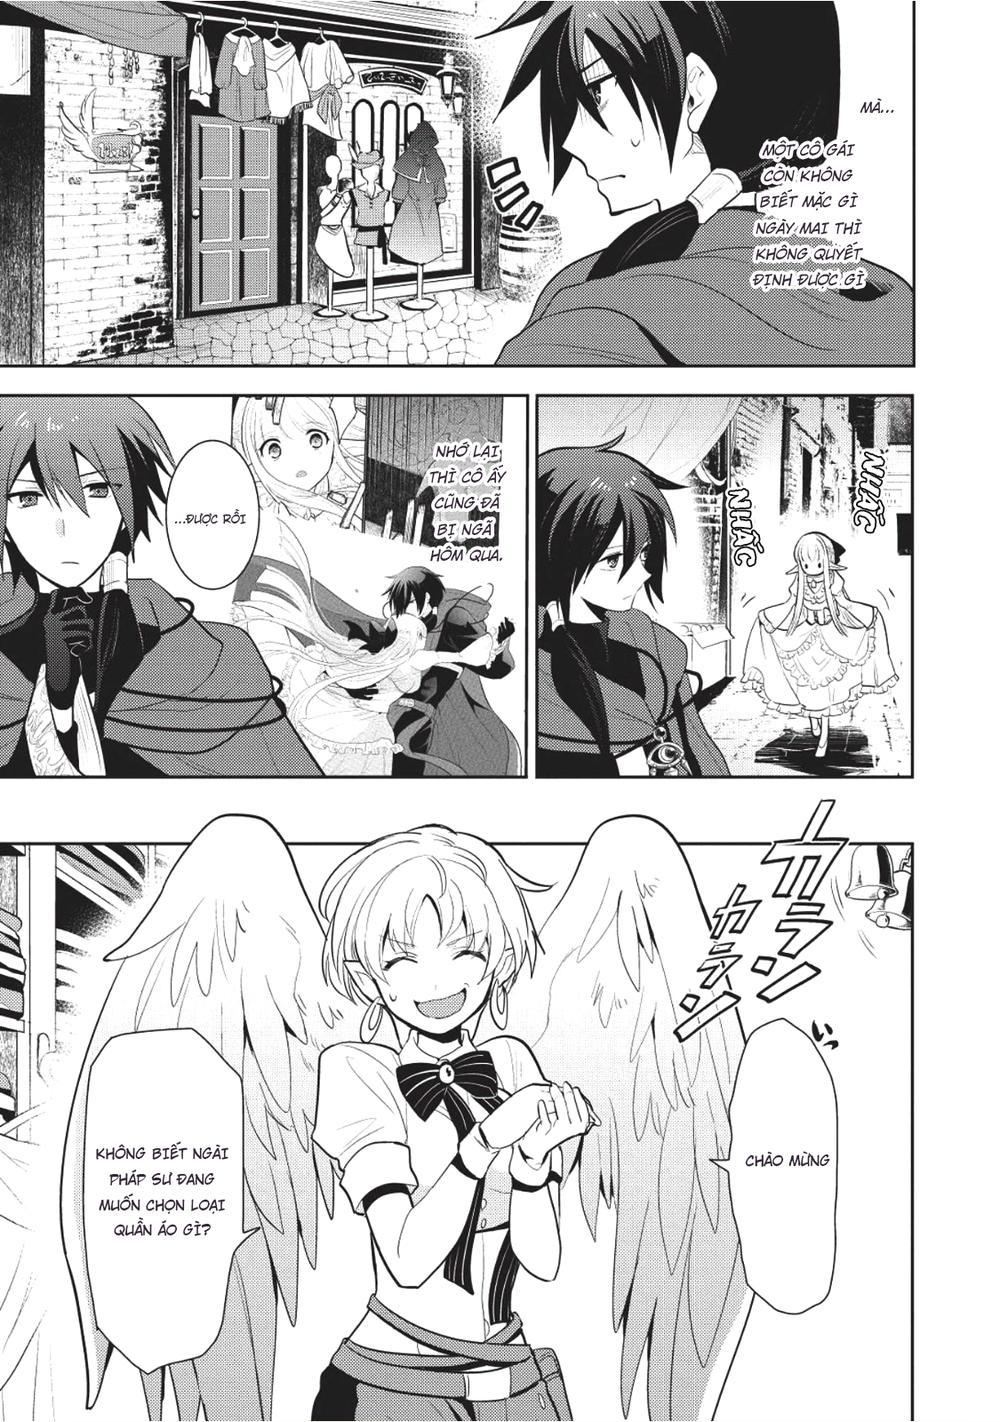 MÀ...
MỘT CÔ GÁI
CÒN KHÔNG
BIẾT MẶC GÌ
NGÀY MAI THÌ
KHÔNG QUYẾT
ĐỊNH ĐƯỢC GÌ
NHẤC
NHẤC
NHỚ LẠI
THÌ CÔ ẤY
CŨNG ĐÃ
BỊ NGÃ
HÔM QUA.
...ĐƯỢC RỒI
カラン
カラン
いっ
CHÀO MỪNG
KHÔNG BIẾT NGÀI
PHÁP SƯ ĐANG
MUỐN CHỌN LOẠI
QUẦN ÁO GÌ?